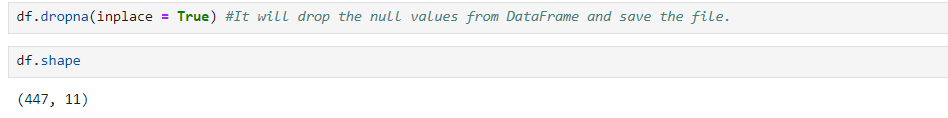 df.dropna(inplace = True) #It will drop the null values from DataFrame and save the file.
df.shape
(447, 11)